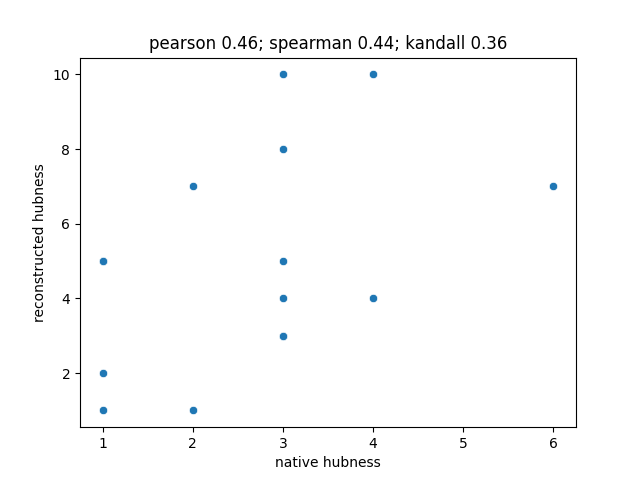 pearson 0.46; spearman 0.44; kandall 0.36
10
8
6
4
2
reconstructed hubness
1 2 3 4 5 6
native hubness